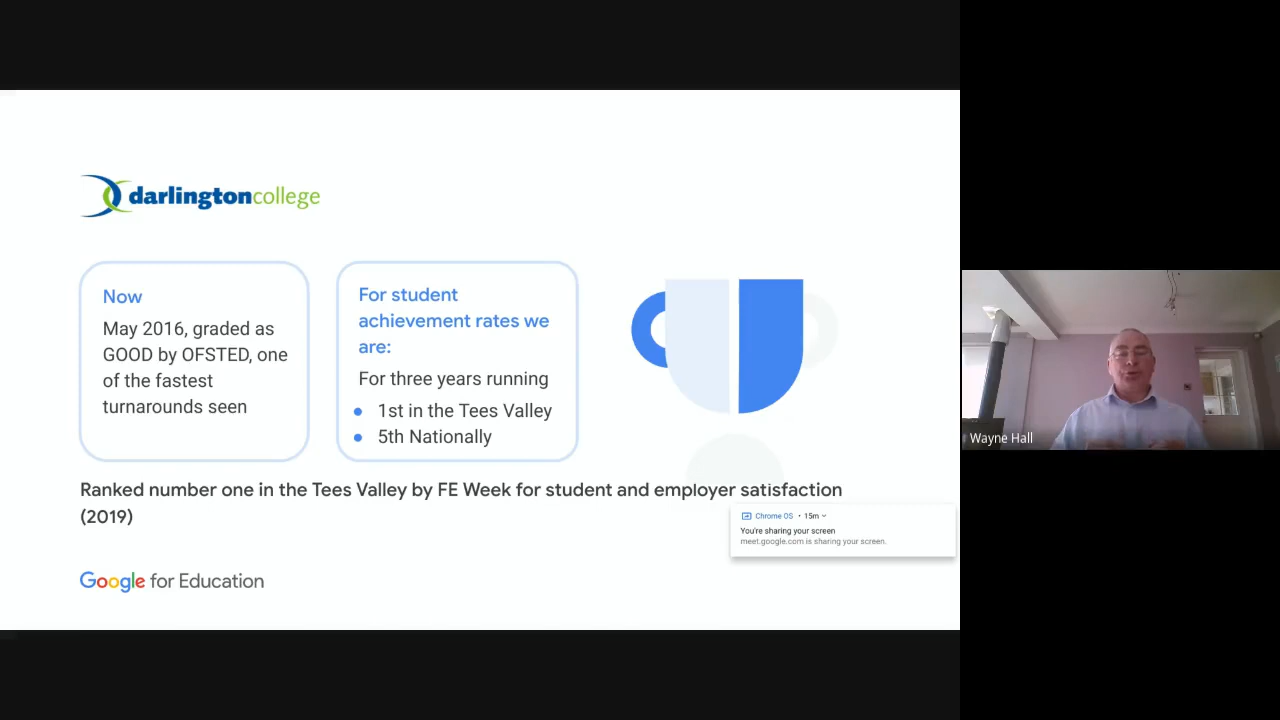 darlingtoncollege
Now
May 2016, graded as
GOOD by OFSTED, one
of the fastest
turnarounds seen
For student
achievement rates we
are:
For three years running
1st in the Tees Valley
5th Nationally
Ranked number one in the Tees Valley by FE Week for student and employer satisfaction
(2019)
Chrome OS • 15m
You're sharing your screen
meet.google.com is sharing your screen.
Google for Education
Wayne Hall